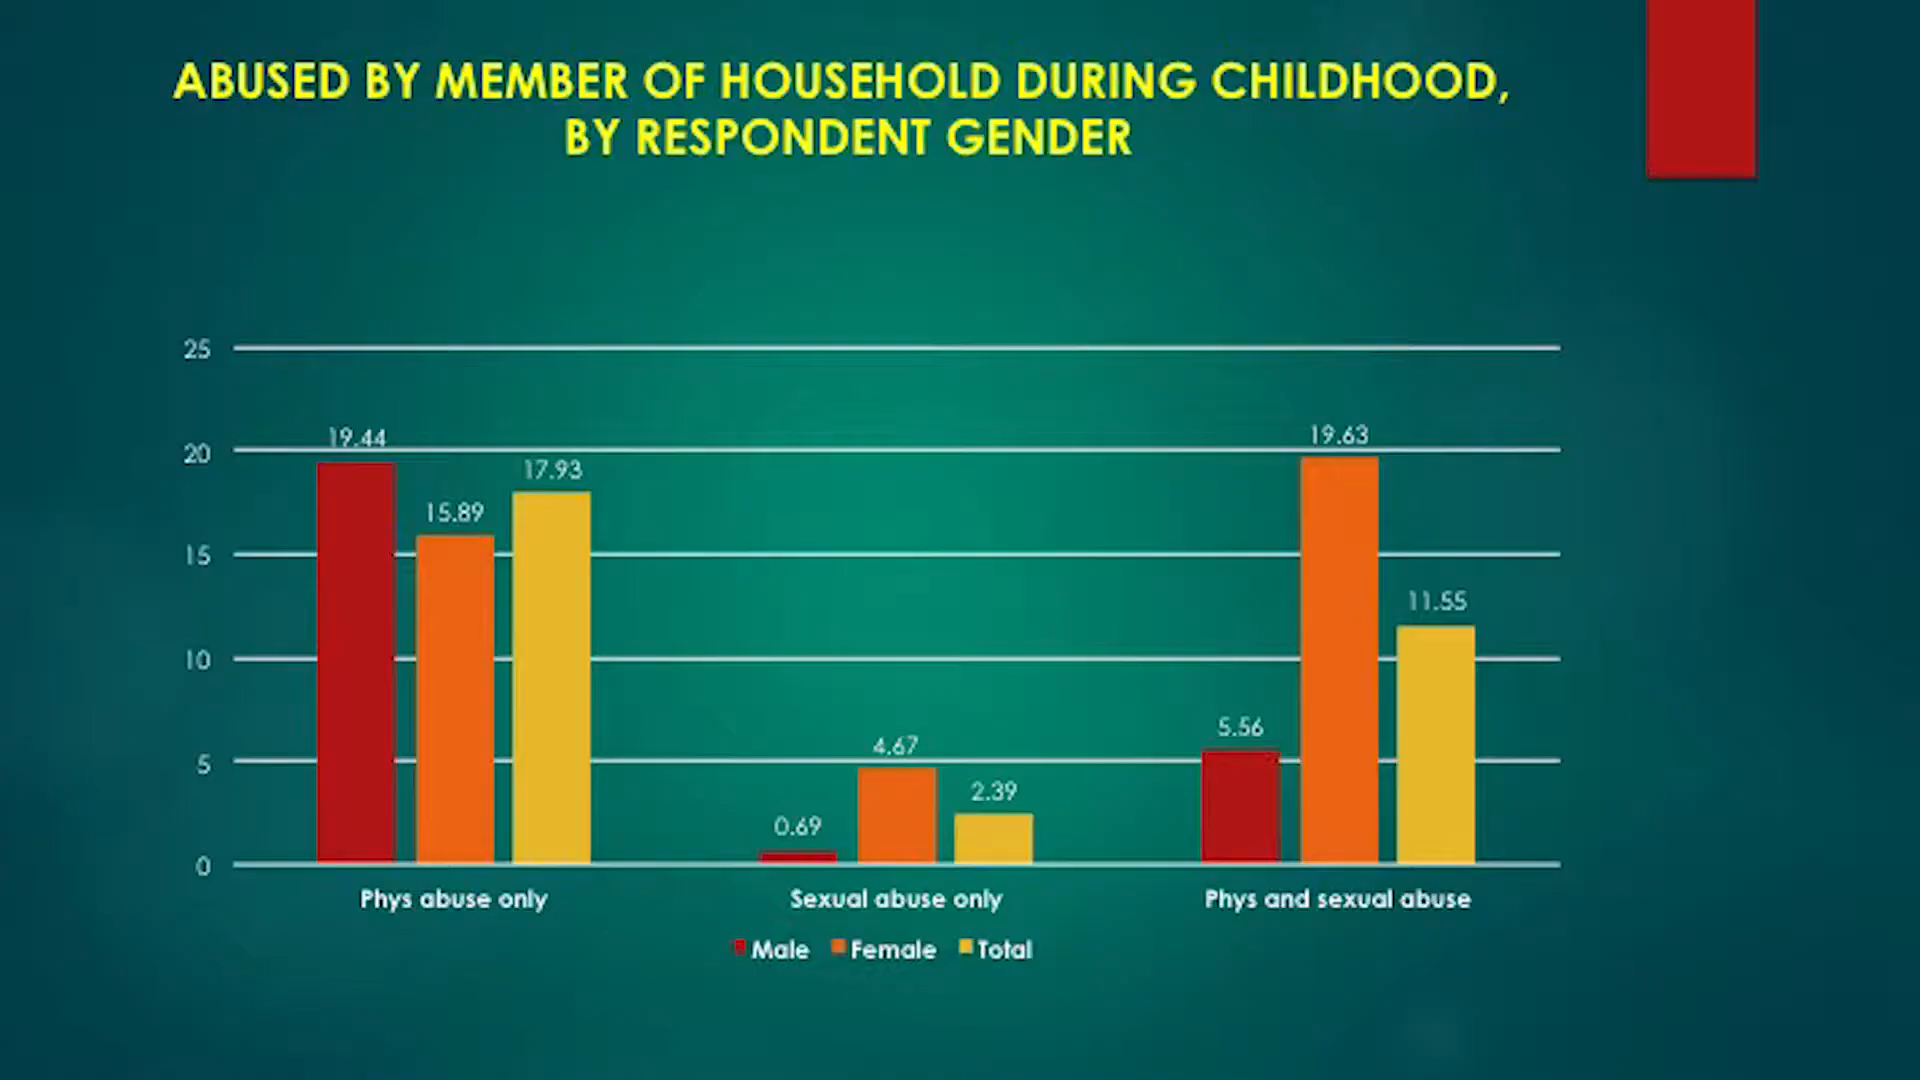 ABUSED BY MEMBER OF HOUSEHOLD DURING CHILDHOOD,
BY RESPONDENT GENDER
25
20
15
10
5
0
19.44
15.89
17.93
0.69
4.67
2.39
5.56
19.63
11.55
Phys abuse only
Sexual abuse only
Phys and sexual abuse
Male Female Total